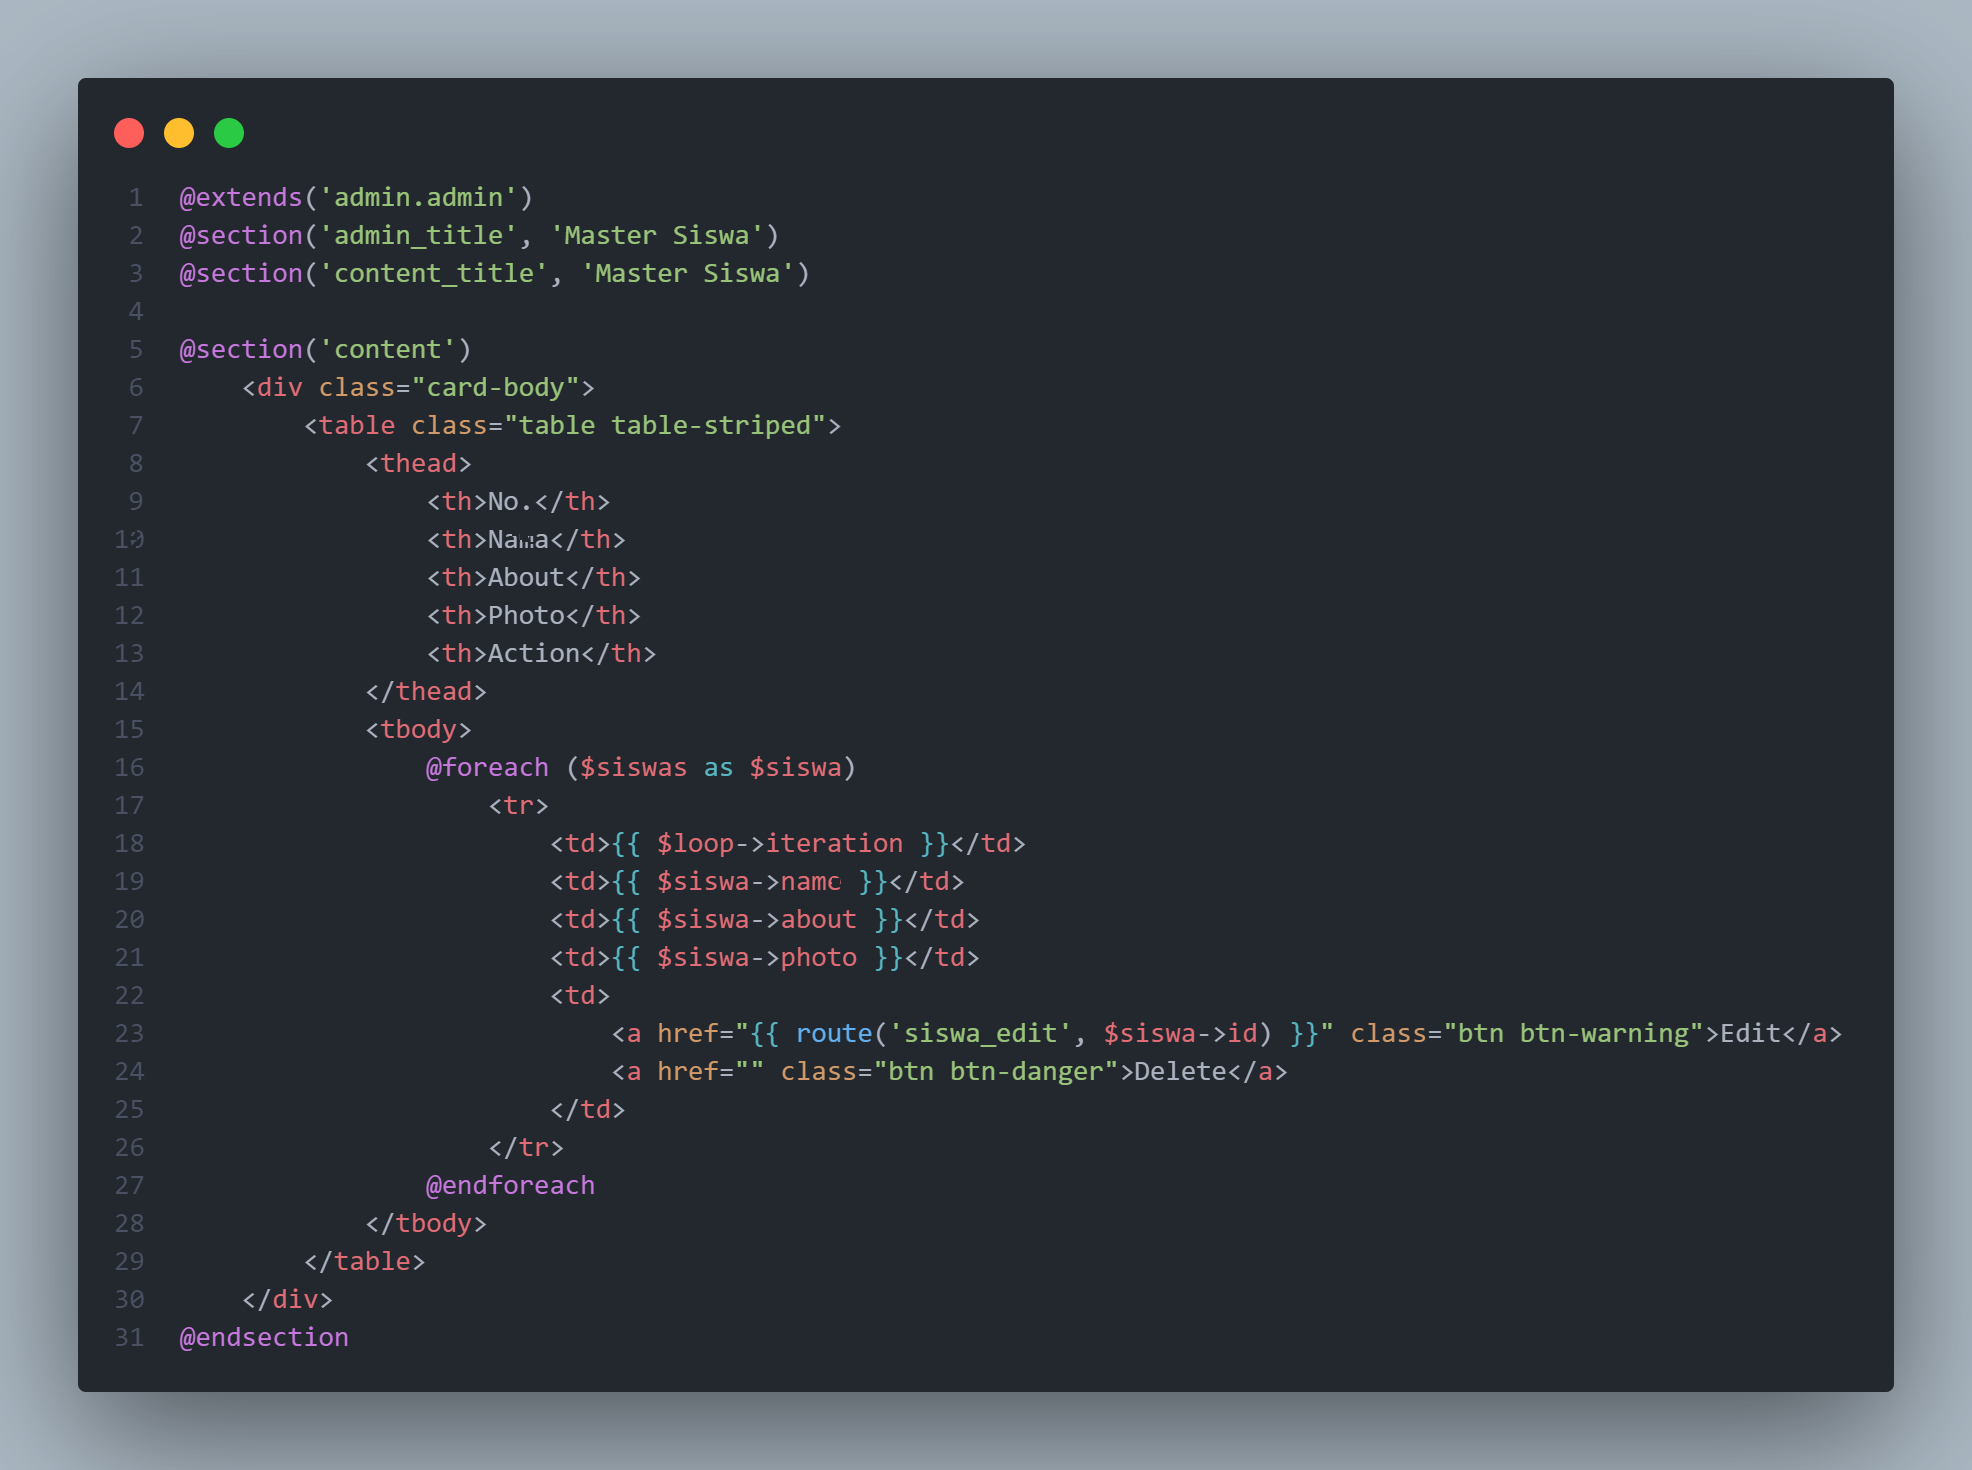 1 @extends('admin.admin')
2 @section('admin_title', 'Master Siswa')
3 @section('content_title', 'Master Siswa')
4
5 @section('content')
6     <div class="card-body">
7         <table class="table table-striped">
8             <thead>
9                 <th>No.</th>
10                 <th>Nama</th>
11                 <th>About</th>
12                 <th>Photo</th>
13                 <th>Action</th>
14             </thead>
15             <tbody>
16                 @foreach ($siswas as $siswa)
17                     <tr>
18                         <td>{{ $loop->iteration }}</td>
19                         <td>{{ $siswa->name }}</td>
20                         <td>{{ $siswa->about }}</td>
21                         <td>{{ $siswa->photo }}</td>
22                         <td>
23                             <a href="{{ route('siswa_edit', $siswa->id) }}" class="btn btn-warning">Edit</a>
24                             <a href="" class="btn btn-danger">Delete</a>
25                         </td>
26                     </tr>
27                 @endforeach
28             </tbody>
29         </table>
30     </div>
31 @endsection